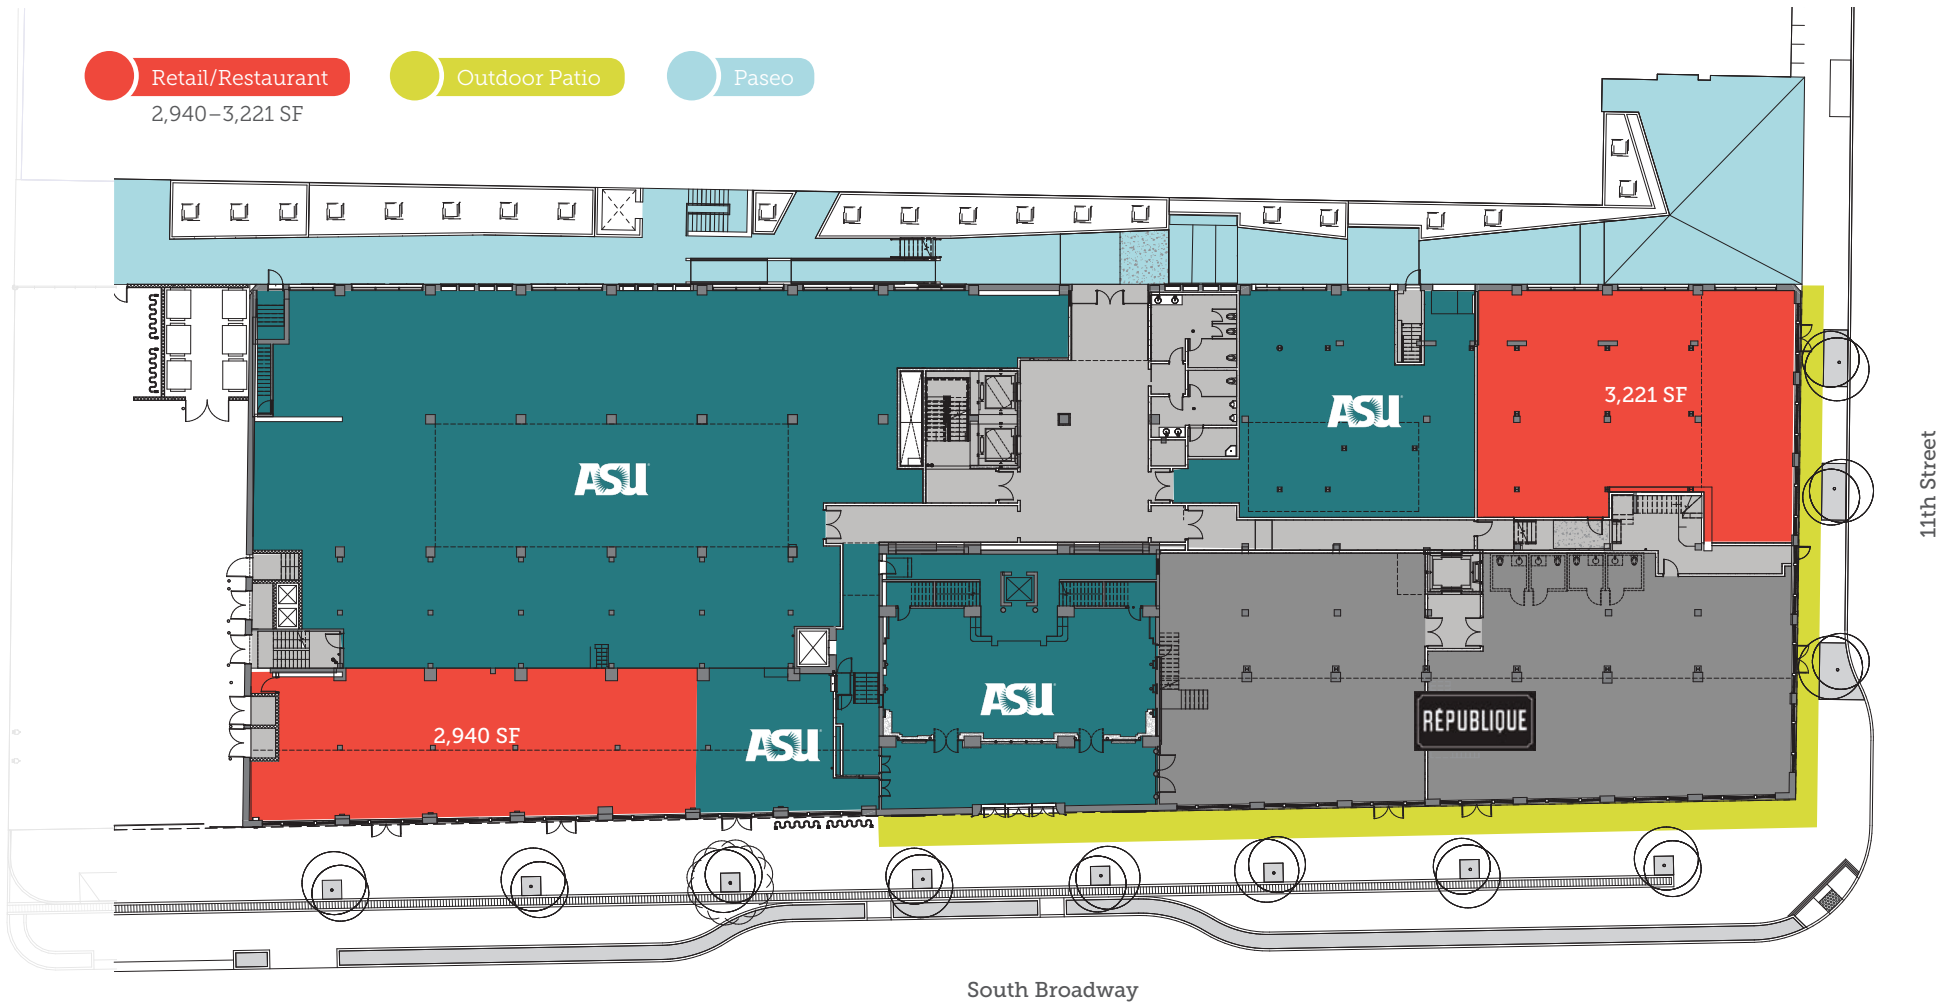 Retail/Restaurant
2,940–3,221 SF
Outdoor Patio
Paseo
3,221 SF
ASU
ASU
11th Street
ASU
RÉPUBLIQUE
2,940 SF
ASU
South Broadway